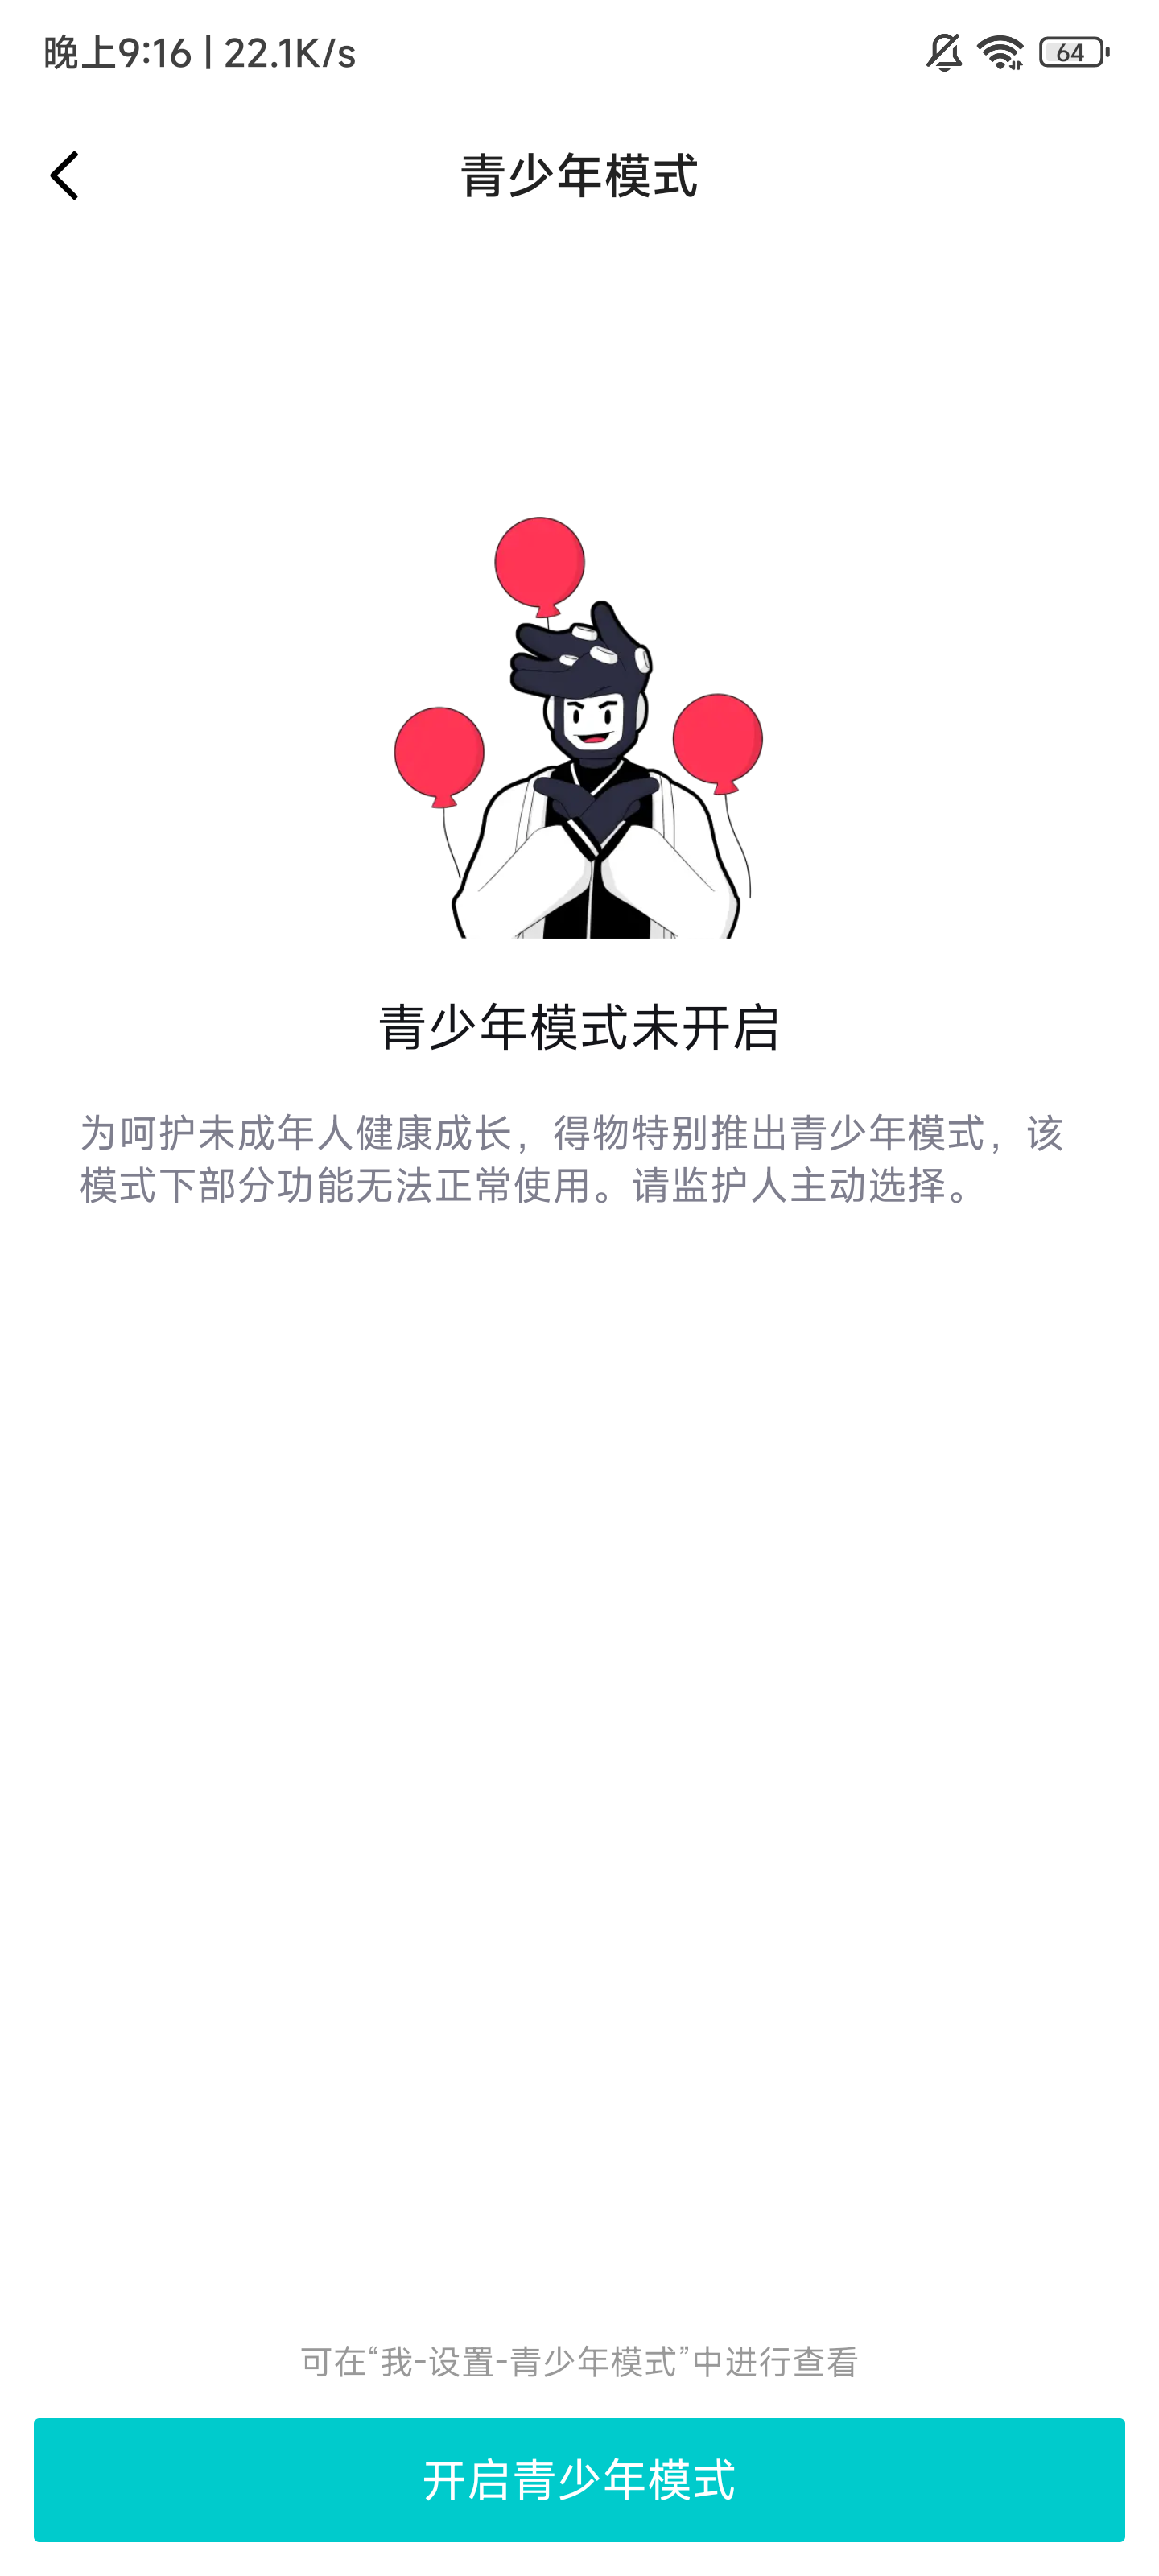 晚上9:16 | 22.1K/s
64
青少年模式
青少年模式未开启
为呵护未成年人健康成长，得物特别推出青少年模式，该
模式下部分功能无法正常使用。请监护人主动选择。
可在“我-设置-青少年模式”中进行查看
开启青少年模式